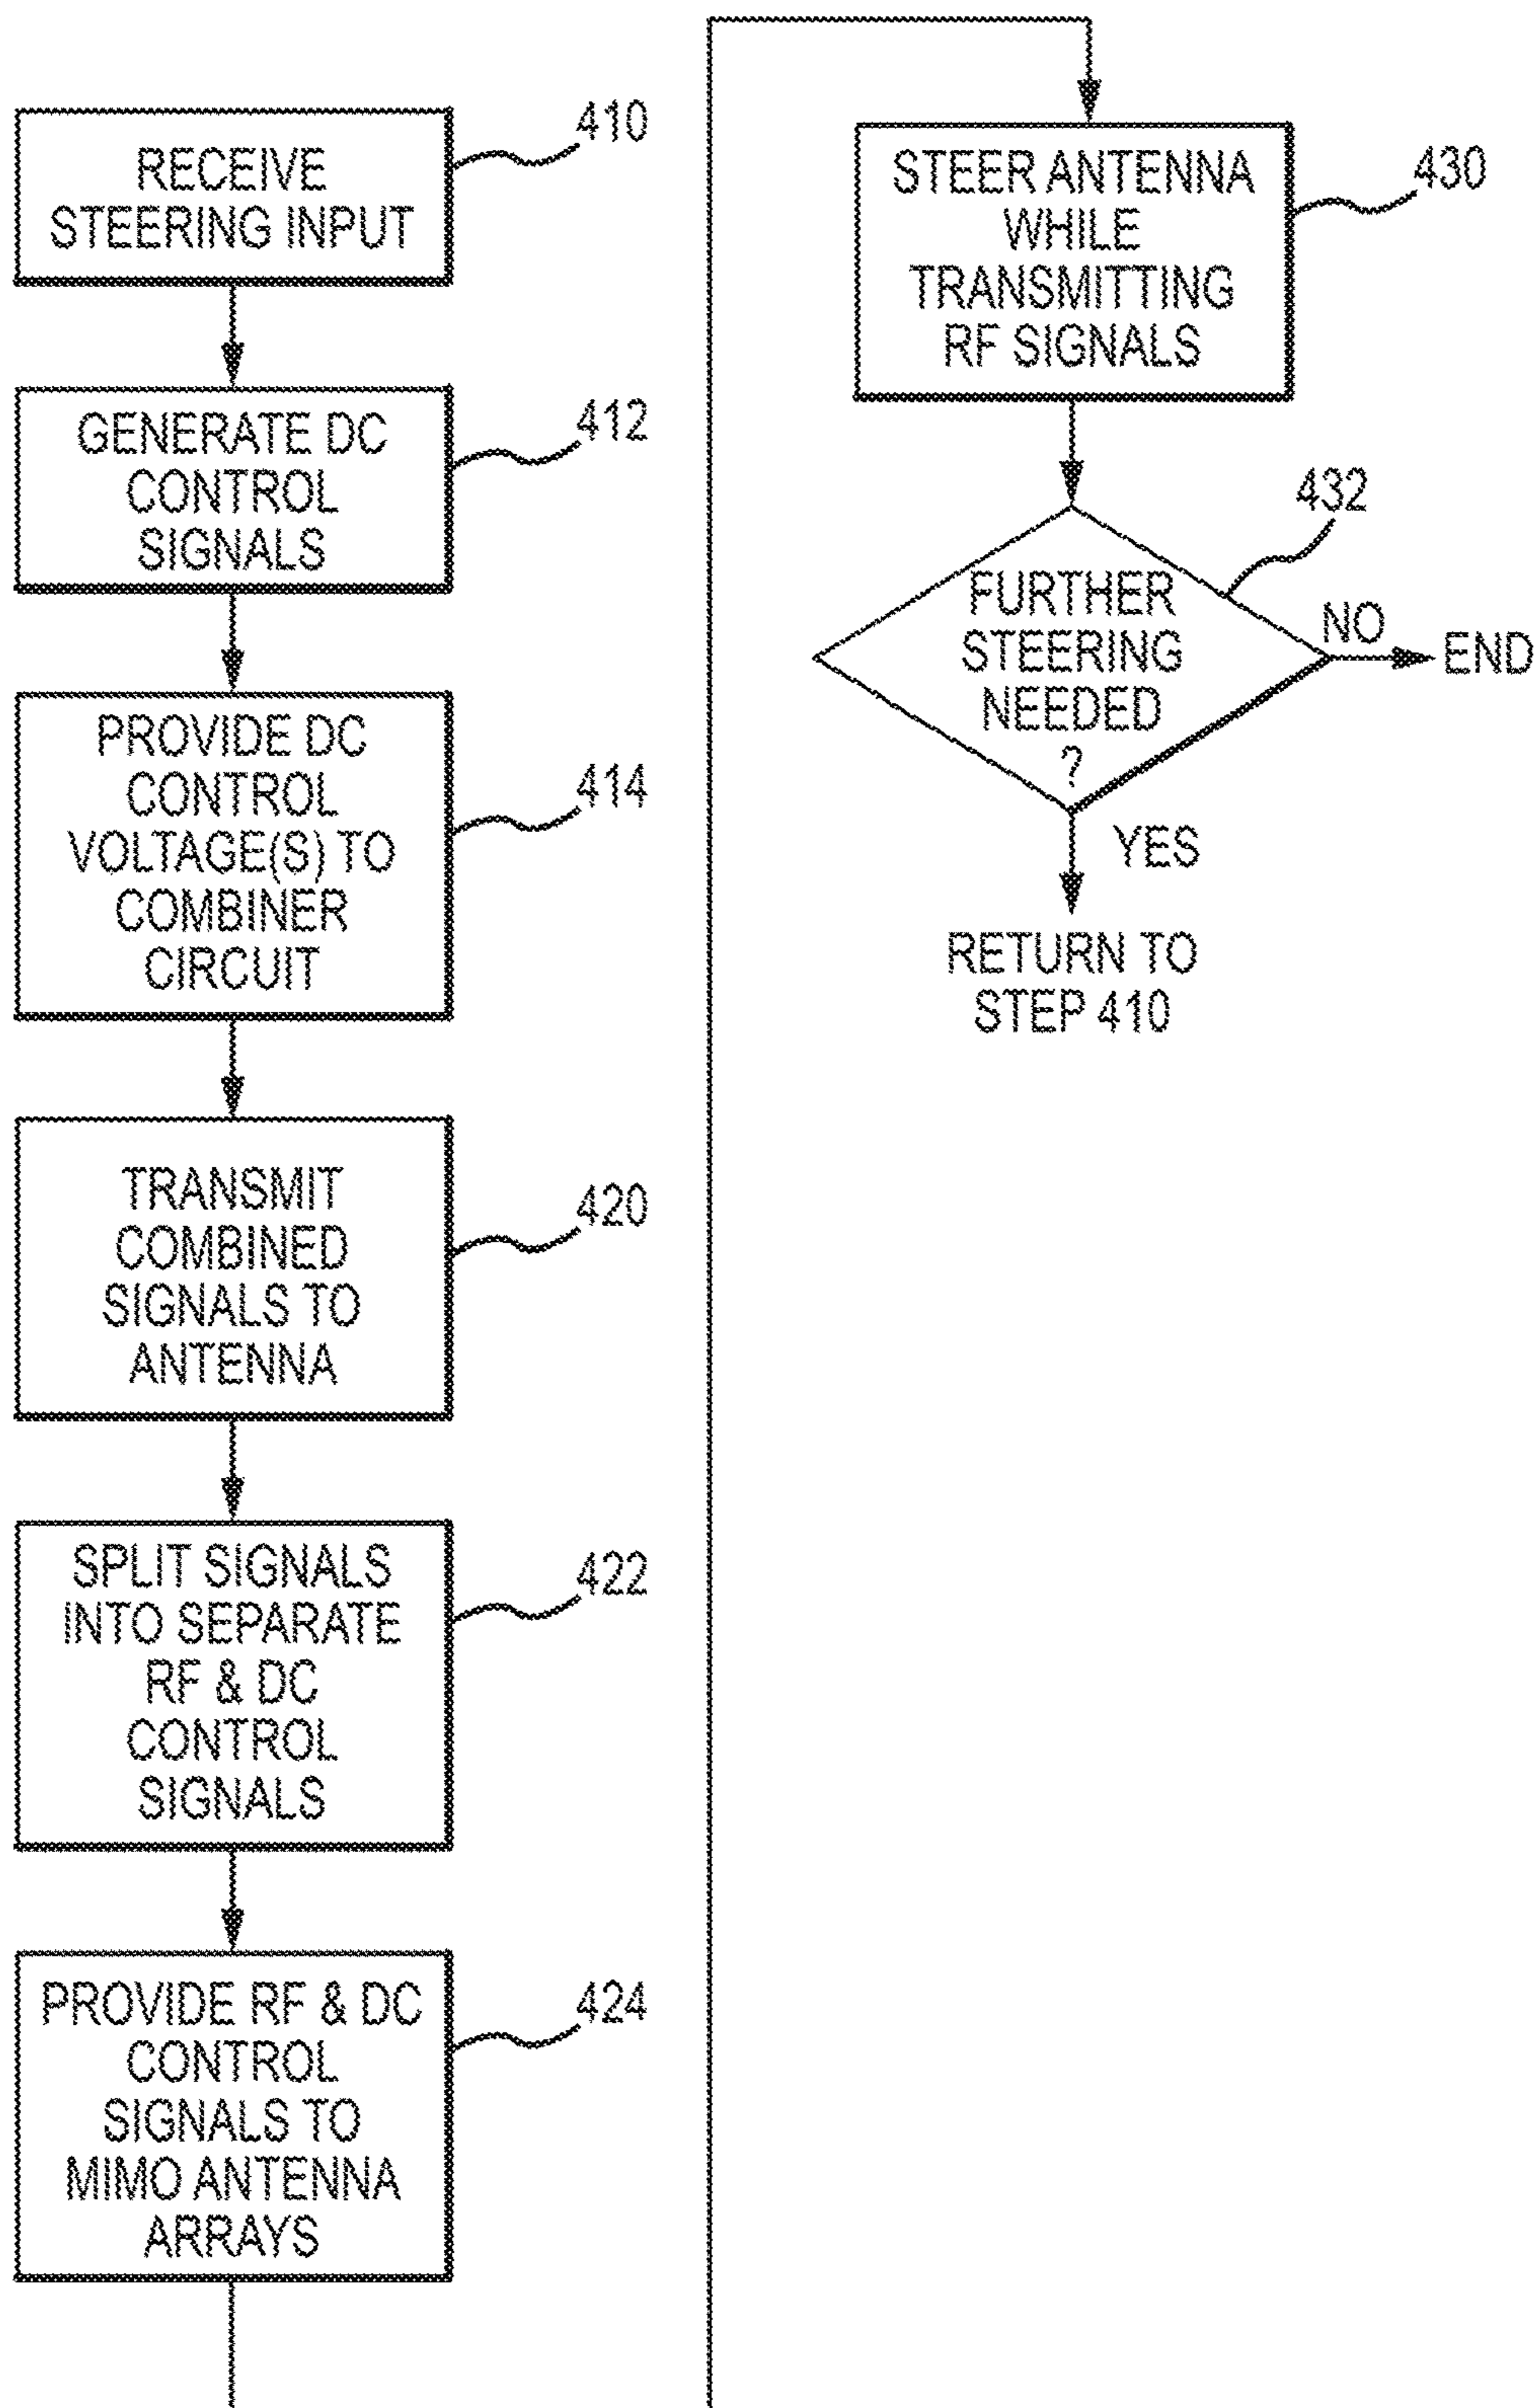 RECEIVE
STEERING INPUT
410
GENERATE DC
CONTROL
SIGNALS
412
PROVIDE DC
CONTROL
VOLTAGE(S) TO
COMBINER
CIRCUIT
414
TRANSMIT
COMBINED
SIGNALS TO
ANTENNA
420
SPLIT SIGNALS
INTO SEPARATE
RF & DC
CONTROL
SIGNALS
422
PROVIDE RF & DC
CONTROL
SIGNALS TO
MIMO ANTENNA
ARRAYS
424
STEER ANTENNA
WHILE
TRANSMITTING
RF SIGNALS
430
FURTHER
STEERING
NEEDED
?
432
NO
END
YES
RETURN TO
STEP 410